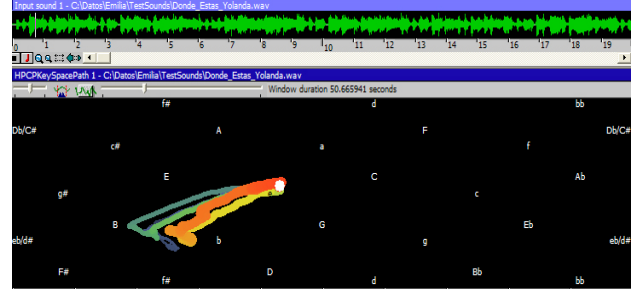 Input sound 1 - C:\Datos\Emilia\TestSounds\Donde_Estas_Yolanda.wav
0 '1 '2 '3 '4 '5 '6 '7 '8 '9 '10 '11 '12 '13 '14 '15 '16 '17 '18 '19
HPCPKeySpacePath 1 - C:\Datos\Emilia\TestSounds\Donde_Estas_Yolanda.wav
Window duration 50.665941 seconds
f# d bb
Db/C# A F Db/C#
c# a f
E C Ab
g# c
B G Eb
eb/d# b g eb/d#
F# D Bb
f# d bb